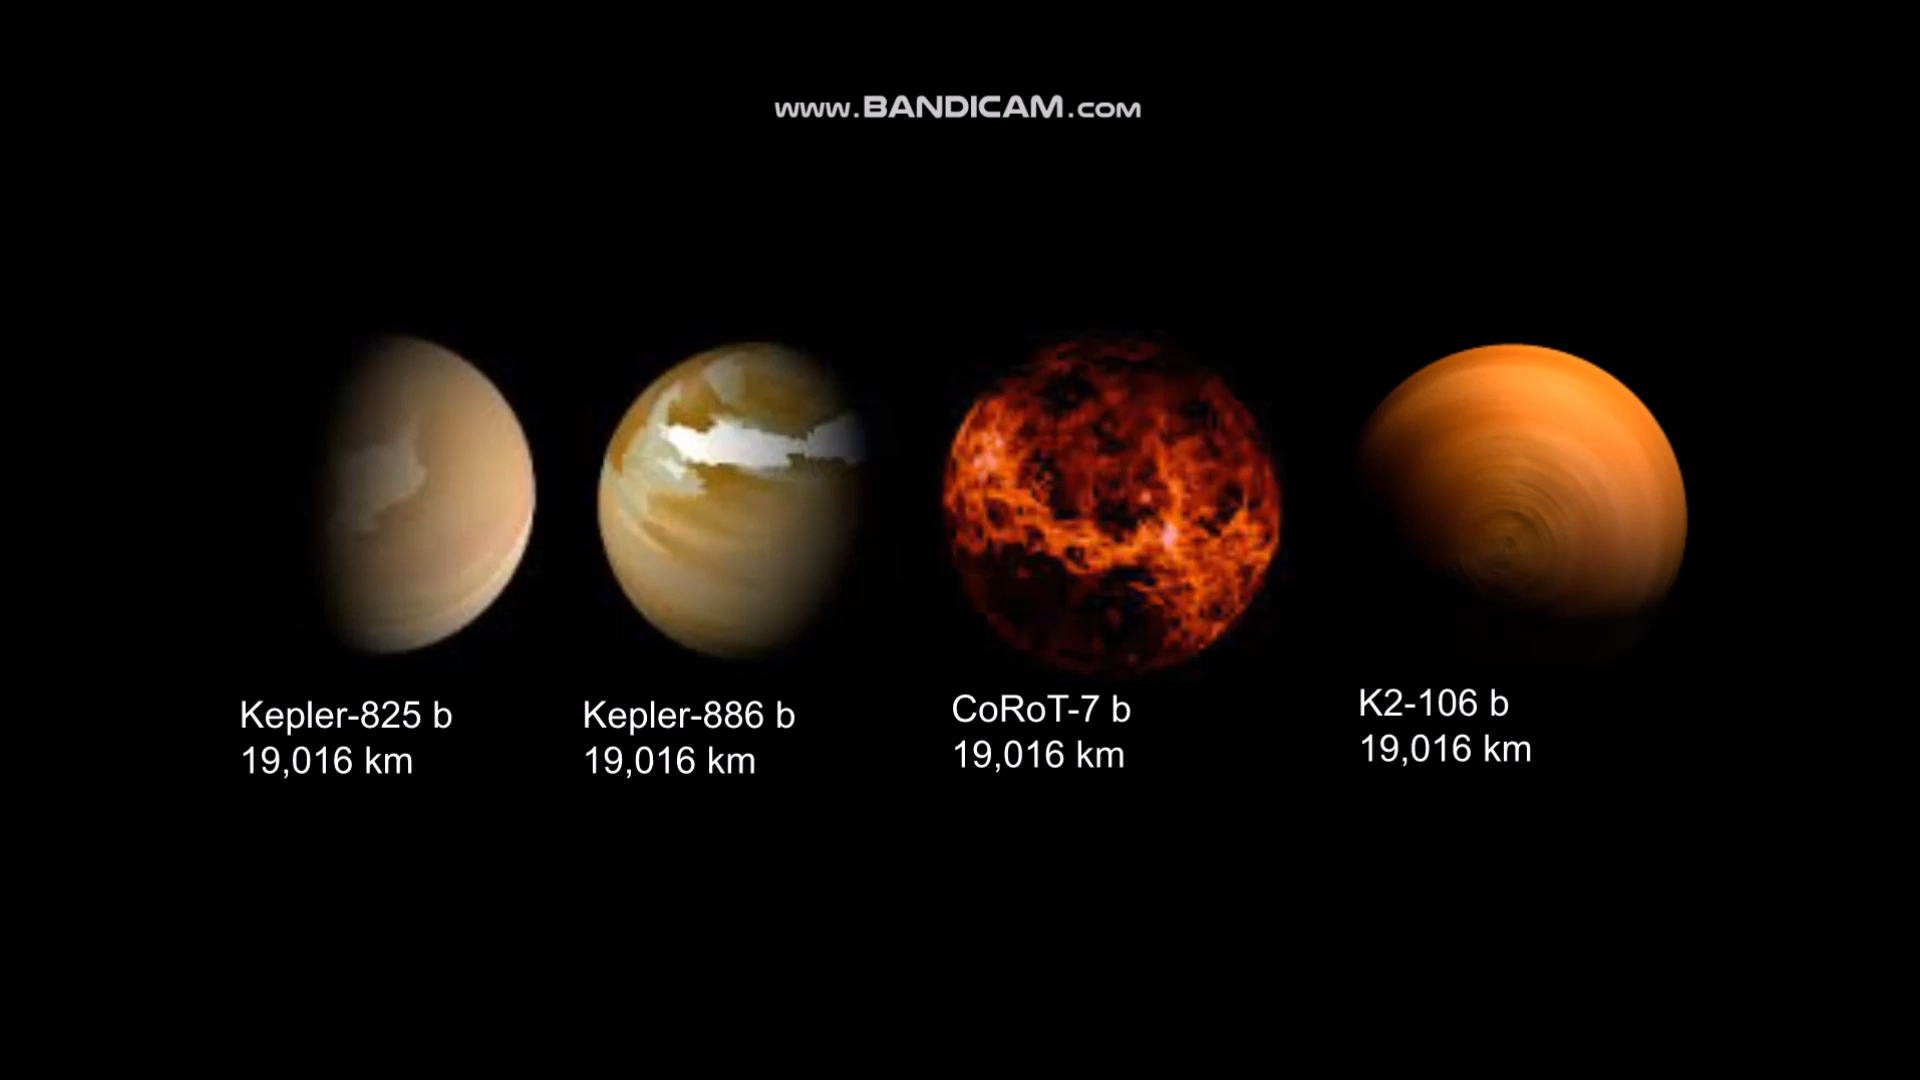 www.BANDICAM.com
Kepler-825 b
19,016 km
Kepler-886 b
19,016 km
CoRoT-7 b
19,016 km
K2-106 b
19,016 km